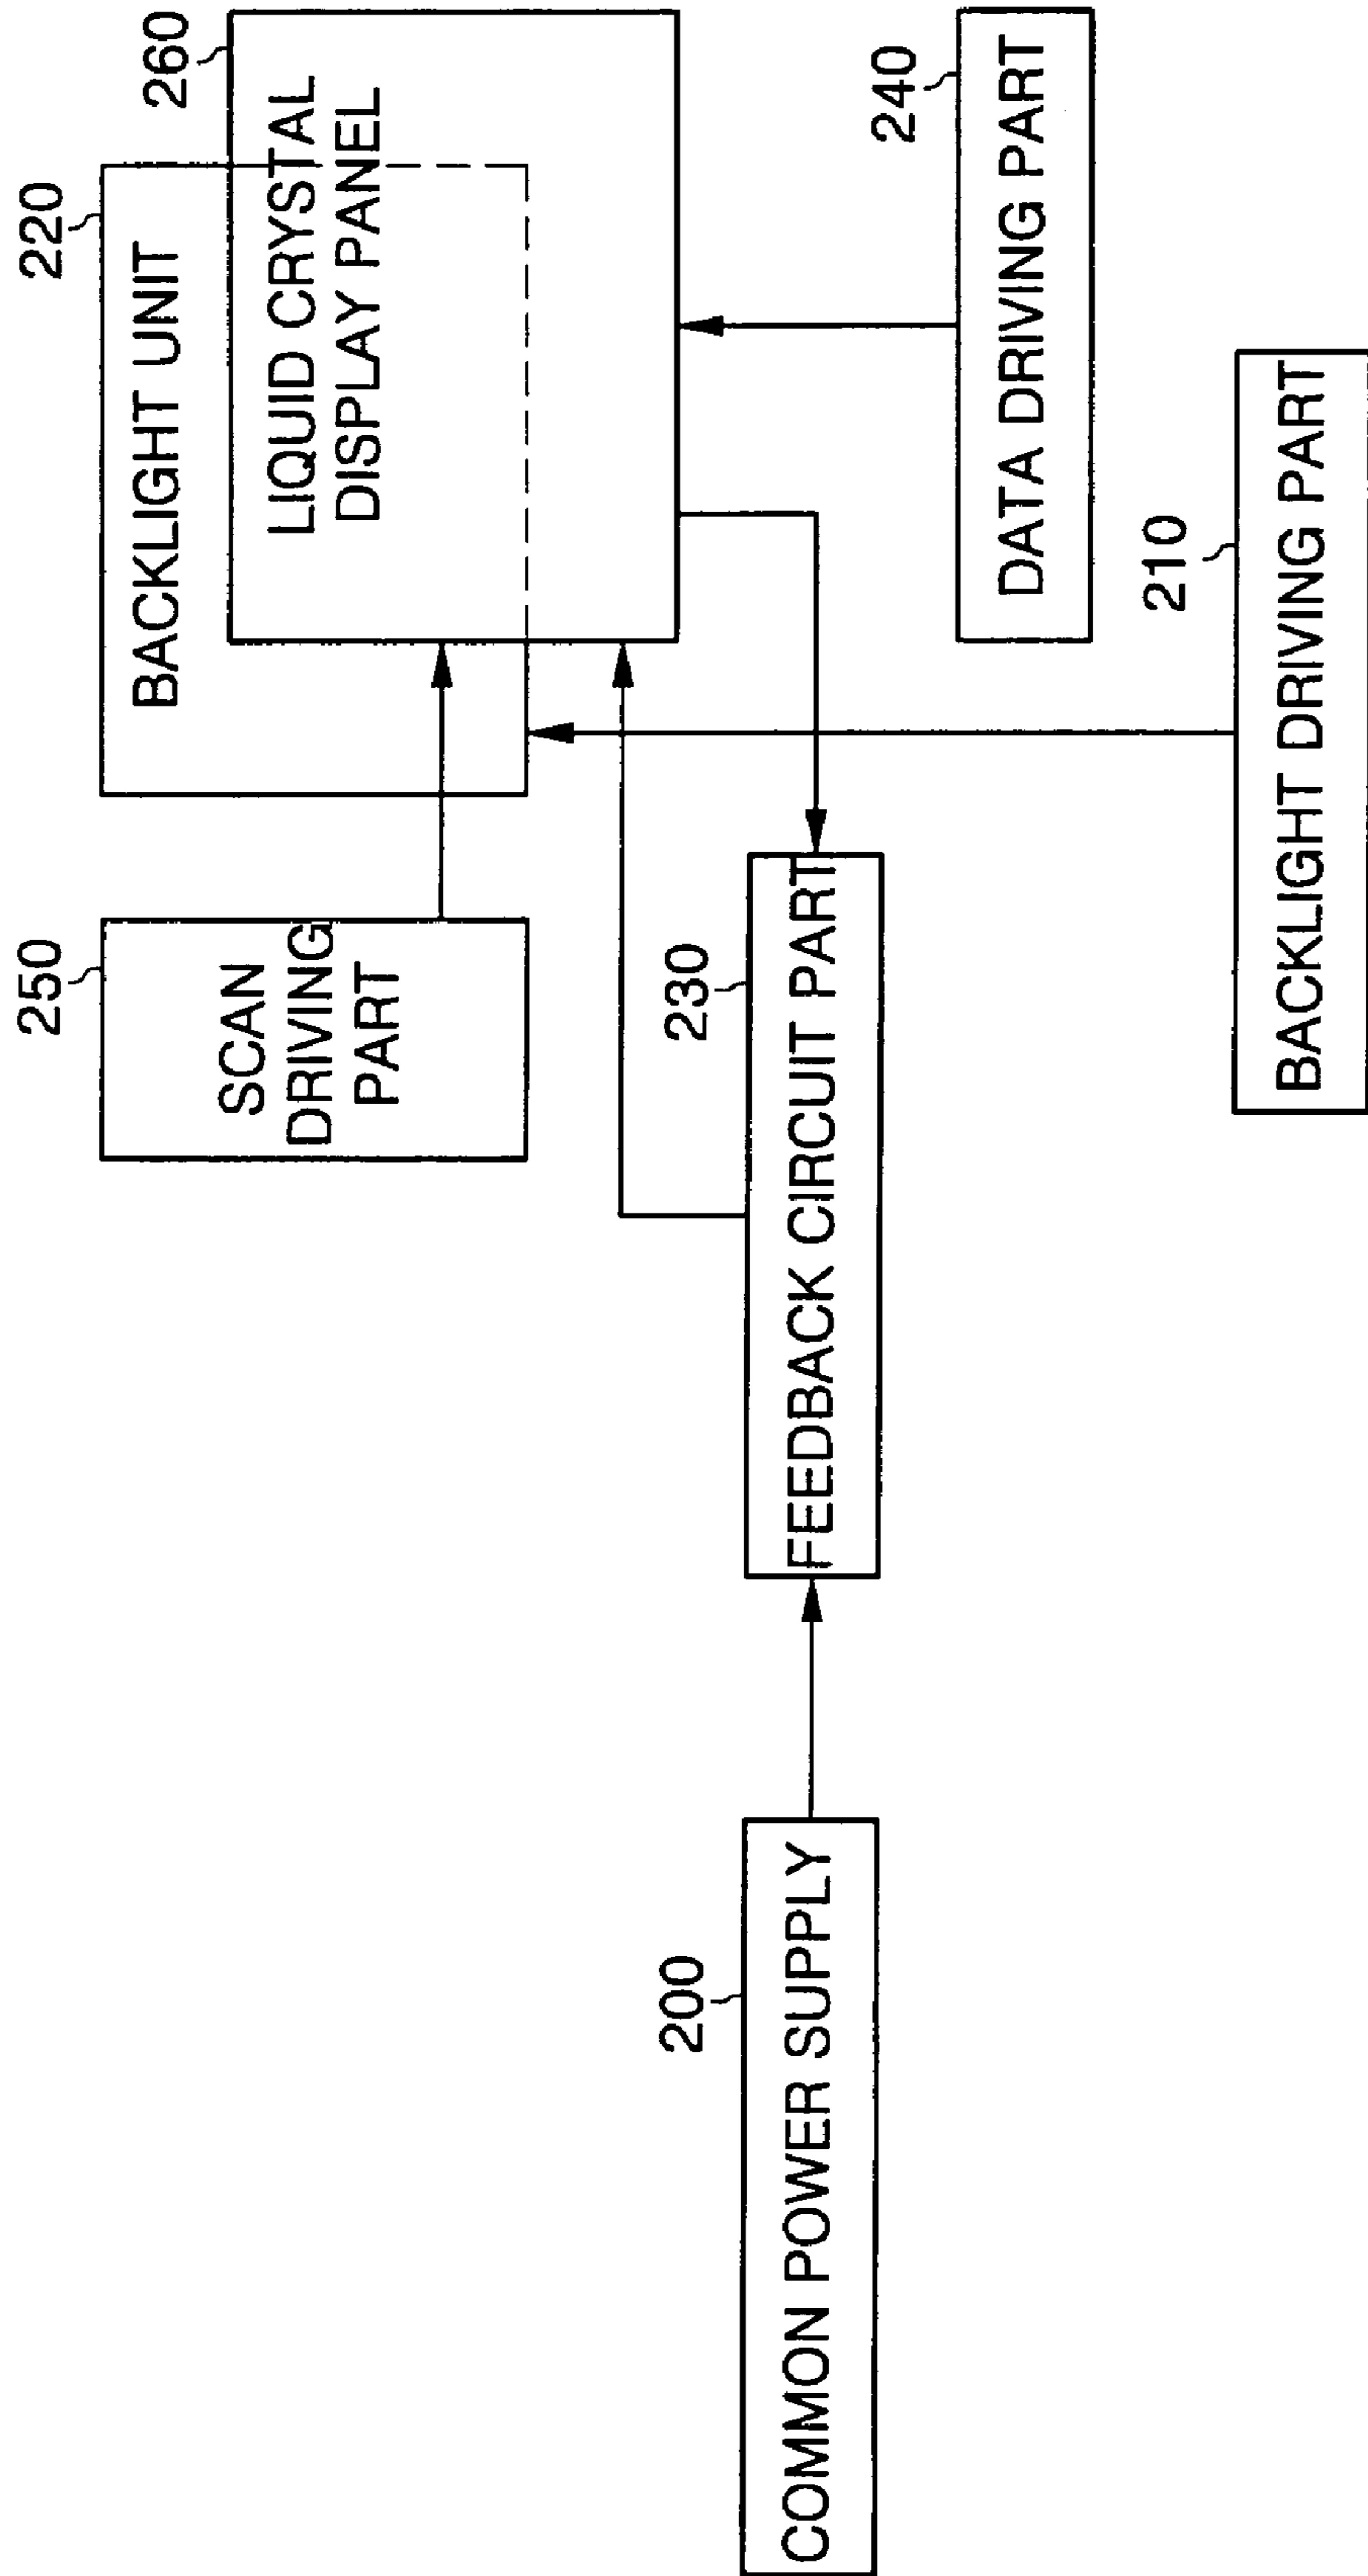 220
BACKLIGHT UNIT
260
LIQUID CRYSTAL
DISPLAY PANEL
250
SCAN
DRIVING
PART
200
COMMON POWER SUPPLY
230
FEEDBACK CIRCUIT PART
240
DATA DRIVING PART
210
BACKLIGHT DRIVING PART